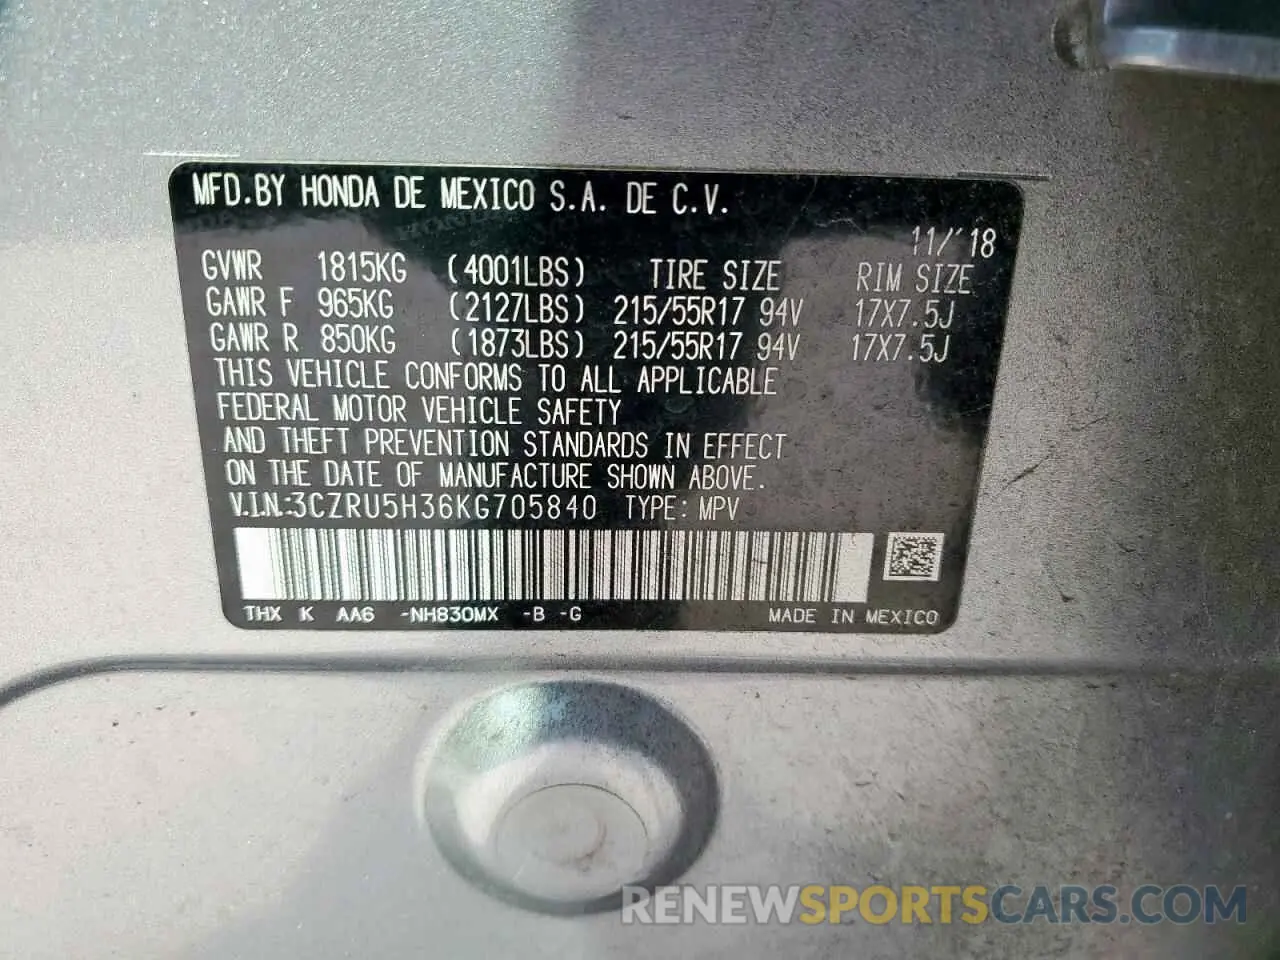 MFD.BY HONDA DE MEXICO S.A. DE C.V.
11/'18
GVWR 1815KG (4001LBS) TIRE SIZE RIM SIZE
GAWR F 965KG (2127LBS) 215/55R17 94V 17X7.5J
GAWR R 850KG (1873LBS) 215/55R17 94V 17X7.5J
THIS VEHICLE CONFORMS TO ALL APPLICABLE
FEDERAL MOTOR VEHICLE SAFETY
AND THEFT PREVENTION STANDARDS IN EFFECT
ON THE DATE OF MANUFACTURE SHOWN ABOVE.
V.I.N.:3CZRU5H36KG705840 TYPE: MPV
THX K AA6 -NH830MX -B -G MADE IN MEXICO
RENEWSPORTSCARS.COM